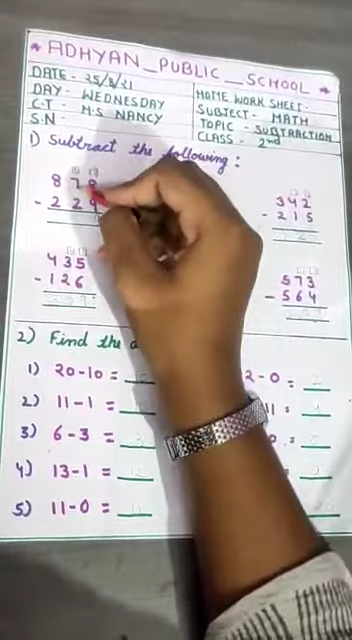 * ADHYAN_PUBLIC_SCHOOL *
DATE - 25/8/21
DAY - WEDNESDAY
C.T - M.S NANCY
S.N -
HOME WORK SHEET-
SUBJECT - MATH
TOPIC - SUBTRACTION
CLASS - 2nd
1) Subtract the following :
342
- 215
- 22
435
- 126
573
- 564
2) Find the
1) 20-10 =
2-0 =
2) 11-1 =
3) 6-3 =
4) 13-1 =
5) 11-0 =